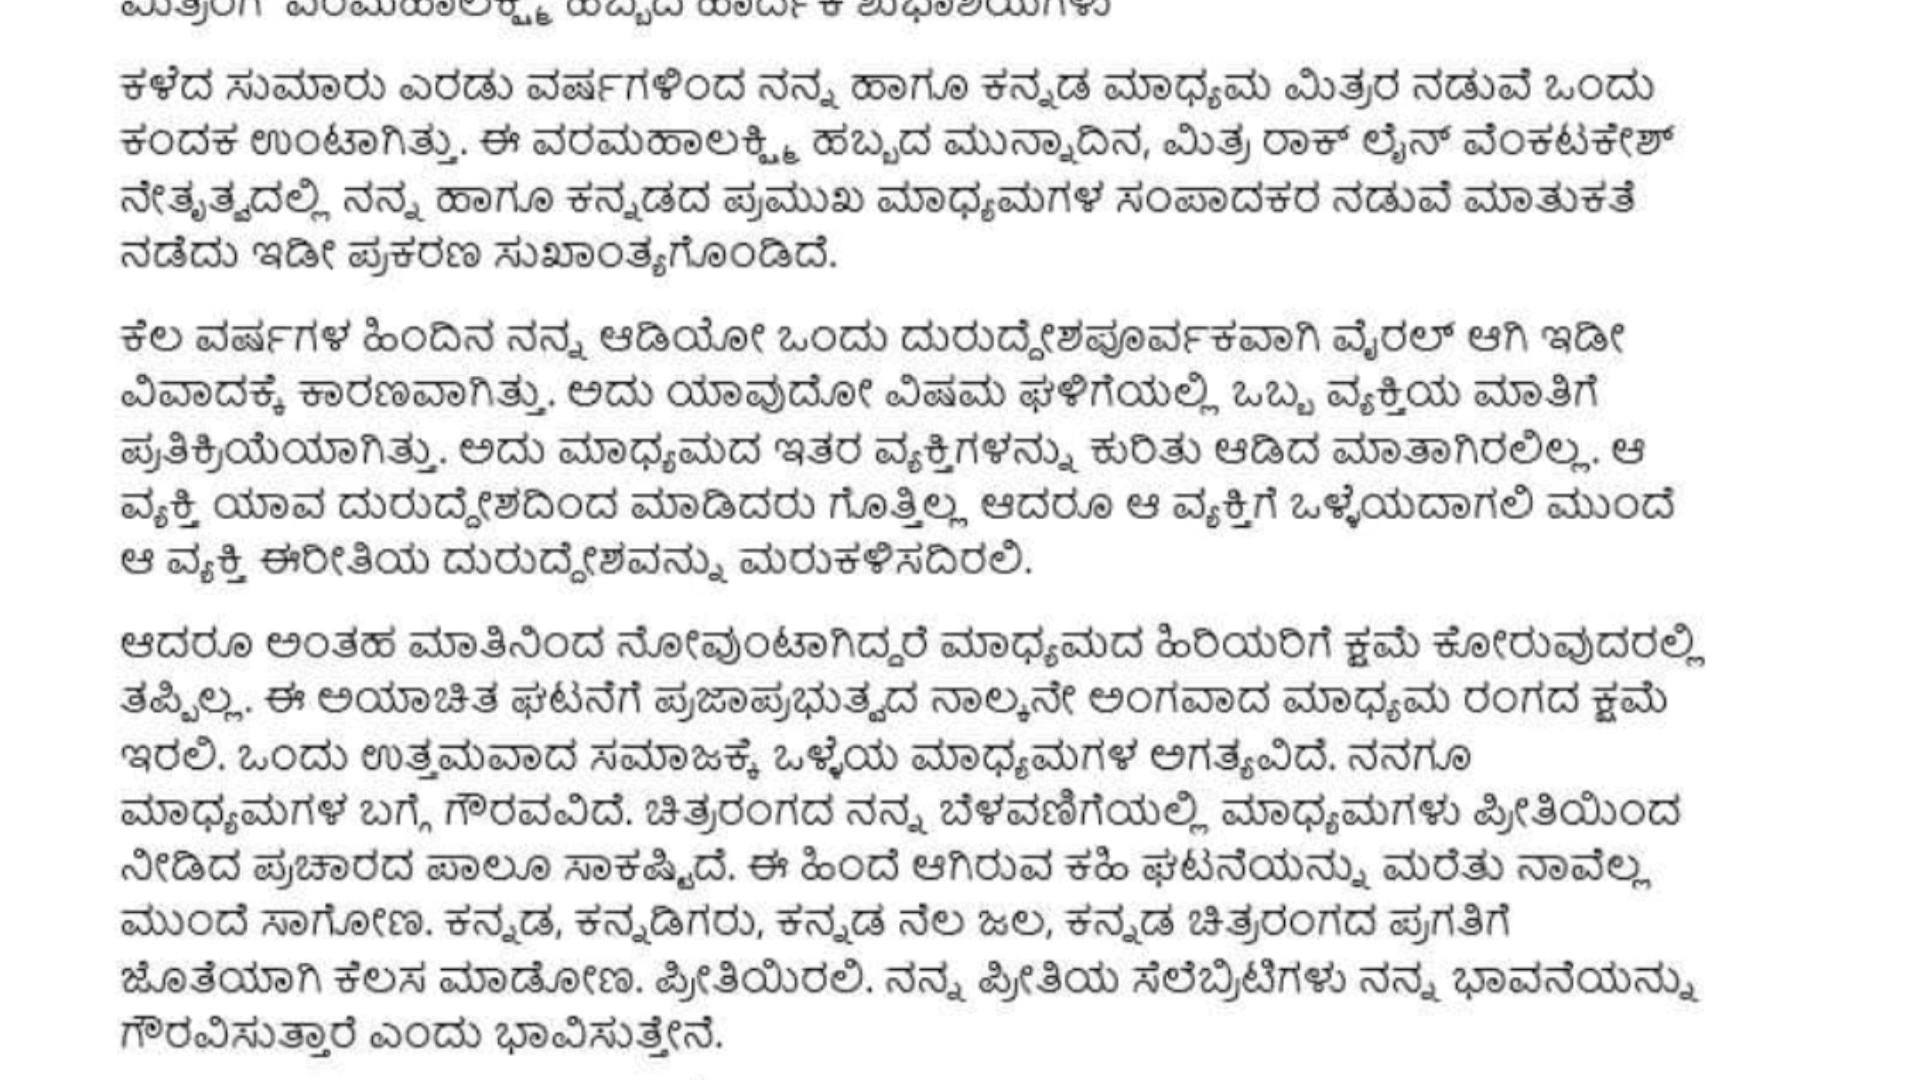 ಮಿತ್ರರಿಗೆ ವರಮಹಾಲಕ್ಷ್ಮಿ ಹಬ್ಬದ ಹಾರ್ದಿಕ ಶುಭಾಶಯಗಳು
ಕಳೆದ ಸುಮಾರು ಎರಡು ವರ್ಷಗಳಿಂದ ನನ್ನ ಹಾಗೂ ಕನ್ನಡ ಮಾಧ್ಯಮ ಮಿತ್ರರ ನಡುವೆ ಒಂದು
ಕಂದಕ ಉಂಟಾಗಿತ್ತು. ಈ ವರಮಹಾಲಕ್ಷ್ಮಿ ಹಬ್ಬದ ಮುನ್ನಾದಿನ, ಮಿತ್ರ ರಾಕ್ ಲೈನ್ ವೆಂಕಟಕೇಶ್
ನೇತೃತ್ವದಲ್ಲಿ ನನ್ನ ಹಾಗೂ ಕನ್ನಡದ ಪ್ರಮುಖ ಮಾಧ್ಯಮಗಳ ಸಂಪಾದಕರ ನಡುವೆ ಮಾತುಕತೆ
ನಡೆದು ಇಡೀ ಪ್ರಕರಣ ಸುಖಾಂತ್ಯಗೊಂಡಿದೆ.
ಕೆಲ ವರ್ಷಗಳ ಹಿಂದಿನ ನನ್ನ ಆಡಿಯೋ ಒಂದು ದುರುದ್ದೇಶಪೂರ್ವಕವಾಗಿ ವೈರಲ್ ಆಗಿ ಇಡೀ
ವಿವಾದಕ್ಕೆ ಕಾರಣವಾಗಿತ್ತು. ಅದು ಯಾವುದೋ ವಿಷಮ ಘಳಿಗೆಯಲ್ಲಿ ಒಬ್ಬ ವ್ಯಕ್ತಿಯ ಮಾತಿಗೆ
ಪ್ರತಿಕ್ರಿಯೆಯಾಗಿತ್ತು. ಅದು ಮಾಧ್ಯಮದ ಇತರ ವ್ಯಕ್ತಿಗಳನ್ನು ಕುರಿತು ಆಡಿದ ಮಾತಾಗಿರಲಿಲ್ಲ. ಆ
ವ್ಯಕ್ತಿ ಯಾವ ದುರುದ್ದೇಶದಿಂದ ಮಾಡಿದರು ಗೊತ್ತಿಲ್ಲ ಆದರೂ ಆ ವ್ಯಕ್ತಿಗೆ ಒಳ್ಳೆಯದಾಗಲಿ ಮುಂದೆ
ಆ ವ್ಯಕ್ತಿ ಈರೀತಿಯ ದುರುದ್ದೇಶವನ್ನು ಮರುಕಳಿಸದಿರಲಿ.
ಆದರೂ ಅಂತಹ ಮಾತಿನಿಂದ ನೋವುಂಟಾಗಿದ್ದರೆ ಮಾಧ್ಯಮದ ಹಿರಿಯರಿಗೆ ಕ್ಷಮೆ ಕೋರುವುದರಲ್ಲಿ
ತಪ್ಪಿಲ್ಲ. ಈ ಅಯಾಚಿತ ಘಟನೆಗೆ ಪ್ರಜಾಪ್ರಭುತ್ವದ ನಾಲ್ಕನೇ ಅಂಗವಾದ ಮಾಧ್ಯಮ ರಂಗದ ಕ್ಷಮೆ
ಇರಲಿ. ಒಂದು ಉತ್ತಮವಾದ ಸಮಾಜಕ್ಕೆ ಒಳ್ಳೆಯ ಮಾಧ್ಯಮಗಳ ಅಗತ್ಯವಿದೆ. ನನಗೂ
ಮಾಧ್ಯಮಗಳ ಬಗ್ಗೆ ಗೌರವವಿದೆ. ಚಿತ್ರರಂಗದ ನನ್ನ ಬೆಳವಣಿಗೆಯಲ್ಲಿ ಮಾಧ್ಯಮಗಳು ಪ್ರೀತಿಯಿಂದ
ನೀಡಿದ ಪ್ರಚಾರದ ಪಾಲೂ ಸಾಕಷ್ಟಿದೆ. ಈ ಹಿಂದೆ ಆಗಿರುವ ಕಹಿ ಘಟನೆಯನ್ನು ಮರೆತು ನಾವೆಲ್ಲ
ಮುಂದೆ ಸಾಗೋಣ. ಕನ್ನಡ, ಕನ್ನಡಿಗರು, ಕನ್ನಡ ನೆಲ ಜಲ, ಕನ್ನಡ ಚಿತ್ರರಂಗದ ಪ್ರಗತಿಗೆ
ಜೊತೆಯಾಗಿ ಕೆಲಸ ಮಾಡೋಣ. ಪ್ರೀತಿಯಿರಲಿ. ನನ್ನ ಪ್ರೀತಿಯ ಸೆಲೆಬ್ರಿಟಿಗಳು ನನ್ನ ಭಾವನೆಯನ್ನು
ಗೌರವಿಸುತ್ತಾರೆ ಎಂದು ಭಾವಿಸುತ್ತೇನೆ.